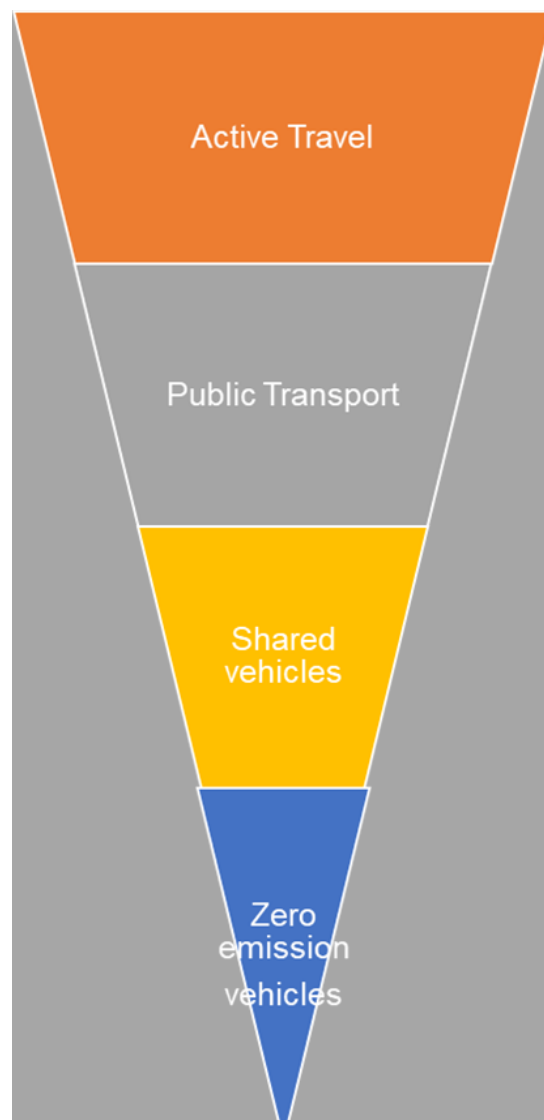 Active Travel
Public Transport
Shared
vehicles
Zero
emission
vehicles